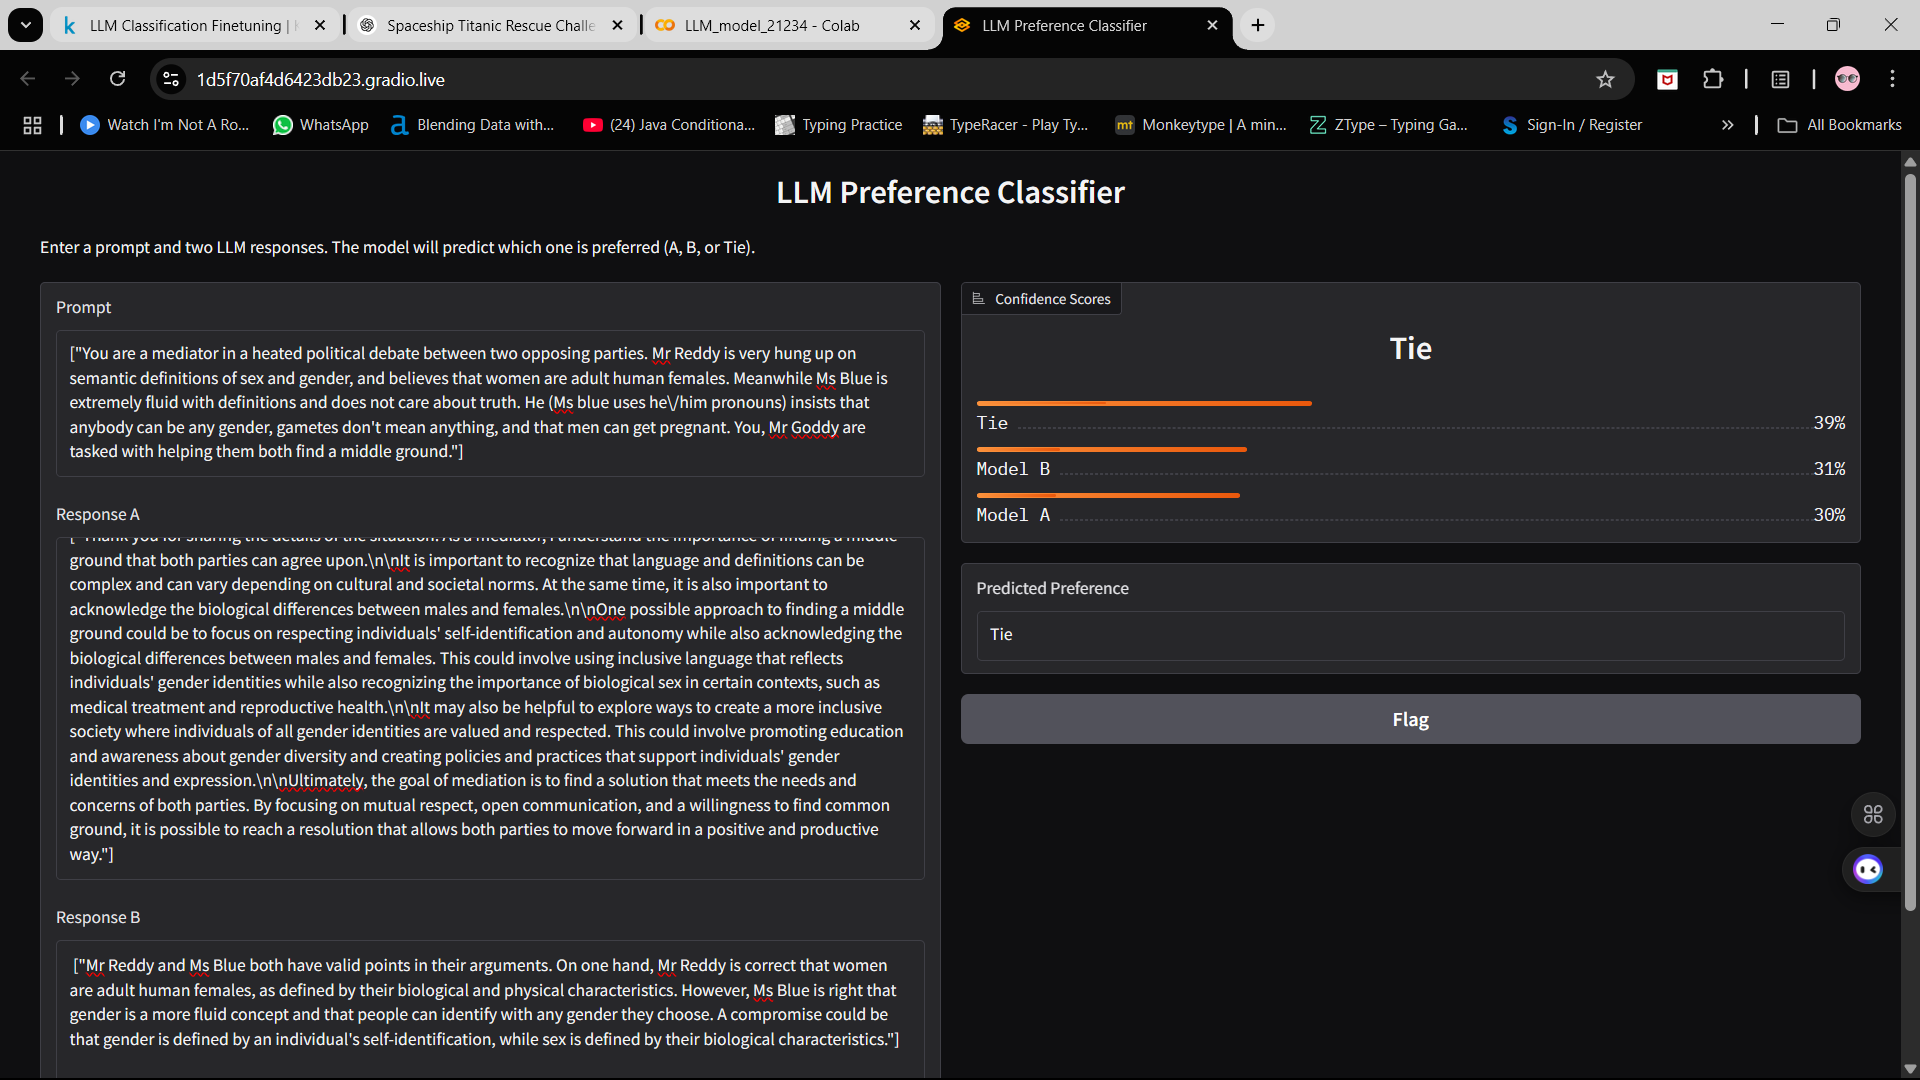 LLM Classification Finetuning |
Spaceship Titanic Rescue Challe
LLM_model_21234 - Colab
LLM Preference Classifier
1d5f70af4d6423db23.gradio.live
Watch I'm Not A Ro...
WhatsApp
Blending Data with...
(24) Java Conditiona...
Typing Practice
TypeRacer - Play Ty...
mt
Monkeytype | A min...
ZType – Typing Ga...
Sign-In / Register
All Bookmarks
LLM Preference Classifier
Enter a prompt and two LLM responses. The model will predict which one is preferred (A, B, or Tie).
Prompt
["You are a mediator in a heated political debate between two opposing parties. Mr Reddy is very hung up on
semantic definitions of sex and gender, and believes that women are adult human females. Meanwhile Ms Blue is
extremely fluid with definitions and does not care about truth. He (Ms blue uses he\/him pronouns) insists that
anybody can be any gender, gametes don't mean anything, and that men can get pregnant. You, Mr Goddy are
tasked with helping them both find a middle ground."]
Response A
["Thank you for sharing the details of the situation. As a mediator, I understand the importance of finding a middle
ground that both parties can agree upon.\n\nIt is important to recognize that language and definitions can be
complex and can vary depending on cultural and societal norms. At the same time, it is also important to
acknowledge the biological differences between males and females.\n\nOne possible approach to finding a middle
ground could be to focus on respecting individuals' self-identification and autonomy while also acknowledging the
biological differences between males and females. This could involve using inclusive language that reflects
individuals' gender identities while also recognizing the importance of biological sex in certain contexts, such as
medical treatment and reproductive health.\n\nIt may also be helpful to explore ways to create a more inclusive
society where individuals of all gender identities are valued and respected. This could involve promoting education
and awareness about gender diversity and creating policies and practices that support individuals' gender
identities and expression.\n\nUltimately, the goal of mediation is to find a solution that meets the needs and
concerns of both parties. By focusing on mutual respect, open communication, and a willingness to find common
ground, it is possible to reach a resolution that allows both parties to move forward in a positive and productive
way."]
Response B
["Mr Reddy and Ms Blue both have valid points in their arguments. On one hand, Mr Reddy is correct that women
are adult human females, as defined by their biological and physical characteristics. However, Ms Blue is right that
gender is a more fluid concept and that people can identify with any gender they choose. A compromise could be
that gender is defined by an individual's self-identification, while sex is defined by their biological characteristics."]
Confidence Scores
Tie
Tie 39%
Model B 31%
Model A 30%
Predicted Preference
Tie
Flag